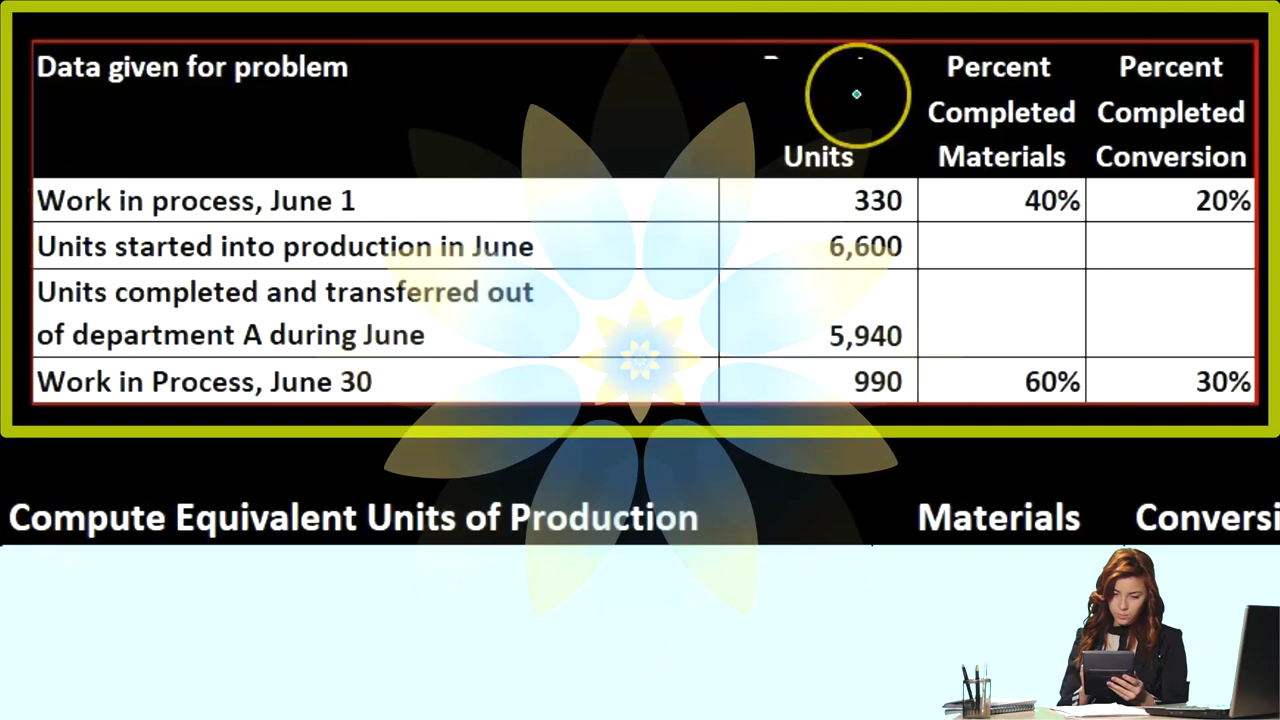 Data given for problem
Units
Percent
Completed
Materials
Percent
Completed
Conversion
Work in process, June 1 330 40% 20%
Units started into production in June 6,600
Units completed and transferred out
of department A during June 5,940
Work in Process, June 30 990 60% 30%
Compute Equivalent Units of Production Materials Conversi